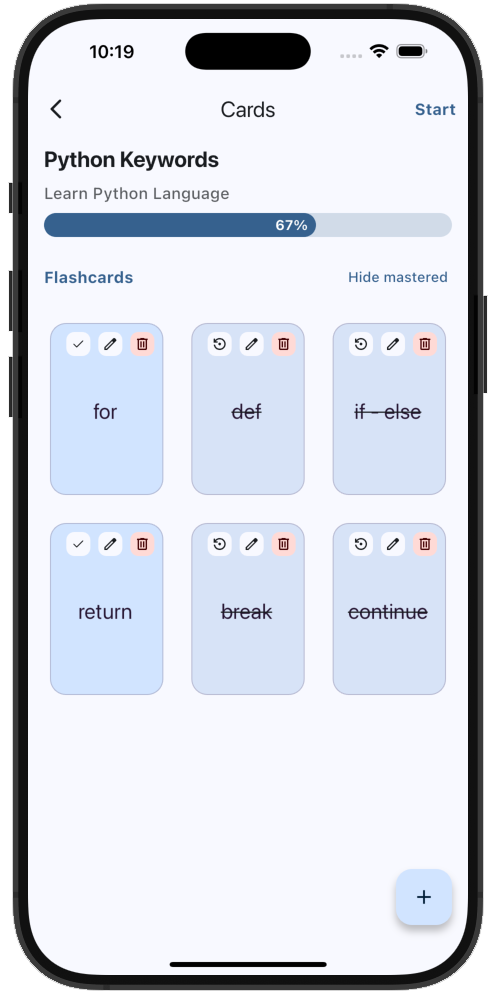 10:19
Cards
Start
Python Keywords
Learn Python Language
67%
Flashcards
Hide mastered
for
def
if - else
return
break
continue